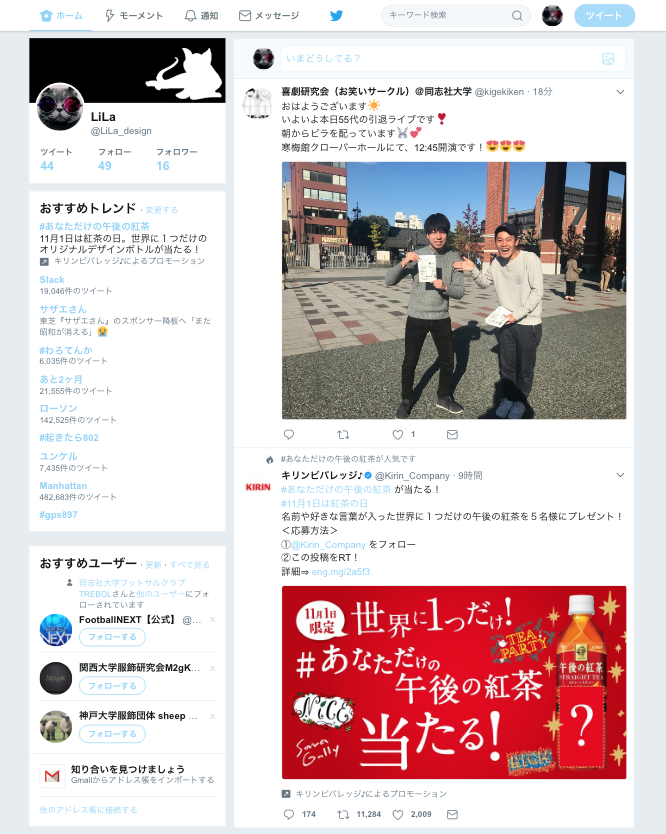 ホーム
モーメント
通知
メッセージ
キーワード検索
ツイート
LiLa
@LiLa_design
ツイート フォロー フォロワー
44 49 16
おすすめトレンド · 変更する
#あなただけの午後の紅茶
11月1日は紅茶の日。世界に１つだけの
オリジナルデザインボトルが当たる！
キリンビバレッジ♪によるプロモーション
Slack
19,046件のツイート
サザエさん
東芝『サザエさん』のスポンサー降板へ「また
昭和が消える」😭
#わろてんか
6,035件のツイート
あと2ヶ月
21,555件のツイート
ローソン
142,525件のツイート
#起きたら802
ユンケル
7,435件のツイート
Manhattan
482,683件のツイート
#gps897
おすすめユーザー · 更新 · すべて見る
同志社大学フットサルクラブ
TREBOLさんと他のユーザーにフォ
ローされています
FootballNEXT【公式】 @...
フォローする
関西大学服飾研究会M2gK...
フォローする
神戸大学服飾団体 sheep ...
フォローする
知り合いを見つけましょう
Gmailからアドレス帳をインポートする
他のアドレス帳に接続する
いまどうしてる？
喜劇研究会（お笑いサークル）@同志社大学 @kigekiken · 18分
おはようございます☀
いよいよ本日55代の引退ライブです❣
朝からビラを配っています🐰💕
寒梅館クローバーホールにて、12:45開演です！😍😍😍
1
#あなただけの午後の紅茶が人気です
キリンビバレッジ♪ @Kirin_Company · 9時間
#あなただけの午後の紅茶 が当たる！
#11月1日は紅茶の日
名前や好きな言葉が入った世界に１つだけの午後の紅茶を５名様にプレゼント！
＜応募方法＞
①@Kirin_Company をフォロー
②この投稿をRT！
詳細⇒ eng.mg/2a5f3
KIRIN
11月1日
限定
世界に1つだけ!
#あなただけの
午後の紅茶
当たる!
TEA
PARTY
NiCE
午後の紅茶
STRAIGHT TEA
?
キリンビバレッジ♪によるプロモーション
174 11,284 2,009